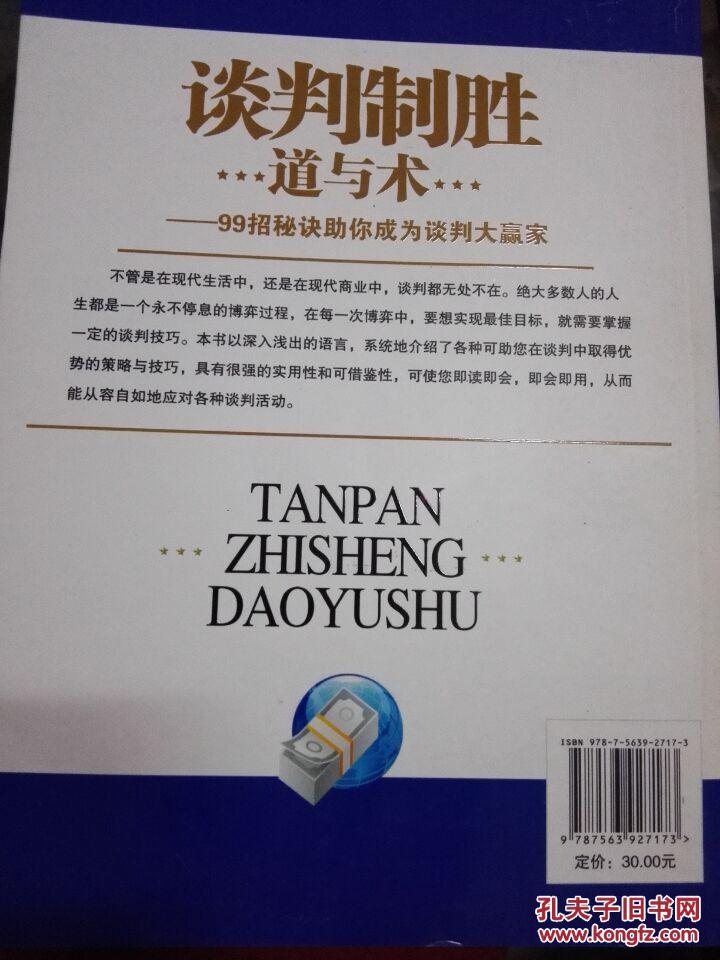 谈判制胜
道与术
——99招秘诀助你成为谈判大赢家
不管是在现代生活中，还是在现代商业中，谈判都无处不在。绝大多数人的人
生都是一个永不停息的博弈过程，在每一次博弈中，要想实现最佳目标，就需要掌握
一定的谈判技巧。本书以深入浅出的语言，系统地介绍了各种可助您在谈判中取得优
势的策略与技巧，具有很强的实用性和可借鉴性，可使您即读即会，即会即用，从而
能从容自如地应对各种谈判活动。
TANPAN
ZHISHENG
DAOYUSHU
ISBN 978-7-5639-2717-3
9 787563 927173 >
定价：30.00元
孔夫子旧书网
www.kongfz.com